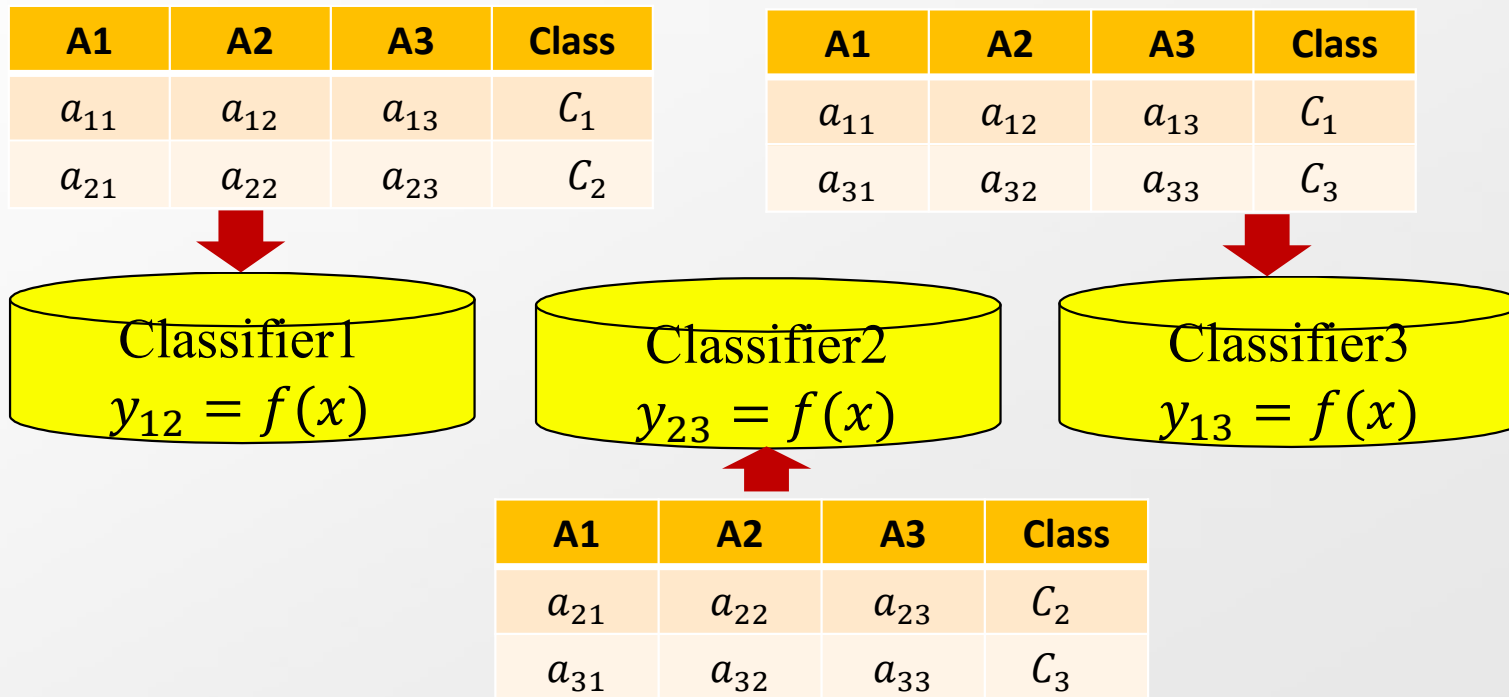 A1 A2 A3 Class
a₁₁ a₁₂ a₁₃ C₁
a₂₁ a₂₂ a₂₃ C₂
A1 A2 A3 Class
a₁₁ a₁₂ a₁₃ C₁
a₃₁ a₃₂ a₃₃ C₃
Classifier1
y₁₂ = f(x)
Classifier2
y₂₃ = f(x)
Classifier3
y₁₃ = f(x)
A1 A2 A3 Class
a₂₁ a₂₂ a₂₃ C₂
a₃₁ a₃₂ a₃₃ C₃